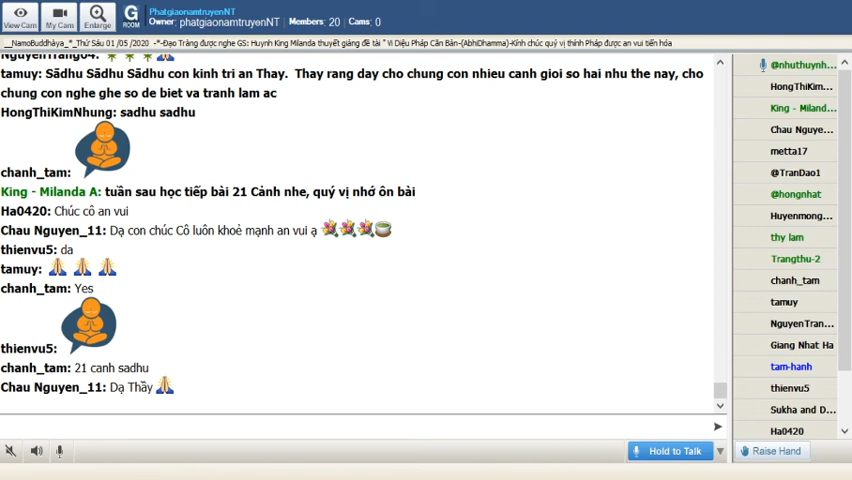 View Cam
My Cam
Enlarge
G
ROOM
PhatgiaonamtruyenNT
Owner: phatgiaonamtruyenNT Members: 20 Cams: 0
__NamoBuddhàya_*_Thứ Sáu 01 /05 /2020 -*-Đạo Tràng được nghe GS: Huynh King Milanda thuyết giảng đề tài " Vi Diệu Pháp Căn Bản-(AbhiDhamma)-Kính chúc quý vị thính Pháp được an vui tiến hóa
NguyenTrang64:
tamuy: Sãdhu Sãdhu Sãdhu con kinh tri an Thay. Thay rang day cho chung con nhieu canh gioi so hai nhu the nay, cho
chung con nghe ghe so de biet va tranh lam ac
HongThiKimNhung: sadhu sadhu
chanh_tam:
King - Milanda A: tuần sau học tiếp bài 21 Cảnh nhe, quý vị nhớ ôn bài
Ha0420: Chúc cô an vui
Chau Nguyen_11: Dạ con chúc Cô luôn khoẻ mạnh an vui ạ
thienvu5: da
tamuy:
chanh_tam: Yes
thienvu5:
chanh_tam: 21 canh sadhu
Chau Nguyen_11: Dạ Thầy
@nhuthuynh...
HongThiKim...
King - Miland...
Chau Nguye...
metta17
@TranDao1
@hongnhat
Huyenmong...
thy lam
Trangthu-2
chanh_tam
tamuy
NguyenTran...
Giang Nhat Ha
tam-hanh
thienvu5
Sukha and D...
Ha0420
Hold to Talk
Raise Hand